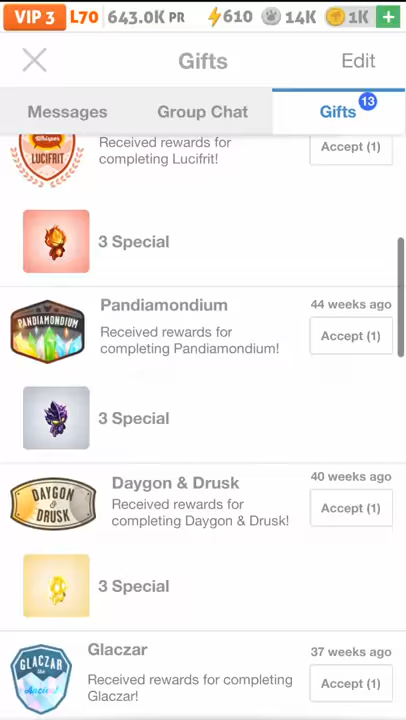 VIP 3 L70 643.0K PR 610 14K 1K +
Gifts Edit
Messages Group Chat Gifts 13
Whisper
LUCIFRIT
Received rewards for
completing Lucifrit!
Accept (1)
3 Special
PANDIAMONDIUM
Pandiamondium
44 weeks ago
Received rewards for
completing Pandiamondium!
Accept (1)
3 Special
DAYGON
& DRUSK
Daygon & Drusk
40 weeks ago
Received rewards for
completing Daygon & Drusk!
Accept (1)
3 Special
GLACZAR
the
Ancient
Glaczar
37 weeks ago
Received rewards for completing
Glaczar!
Accept (1)